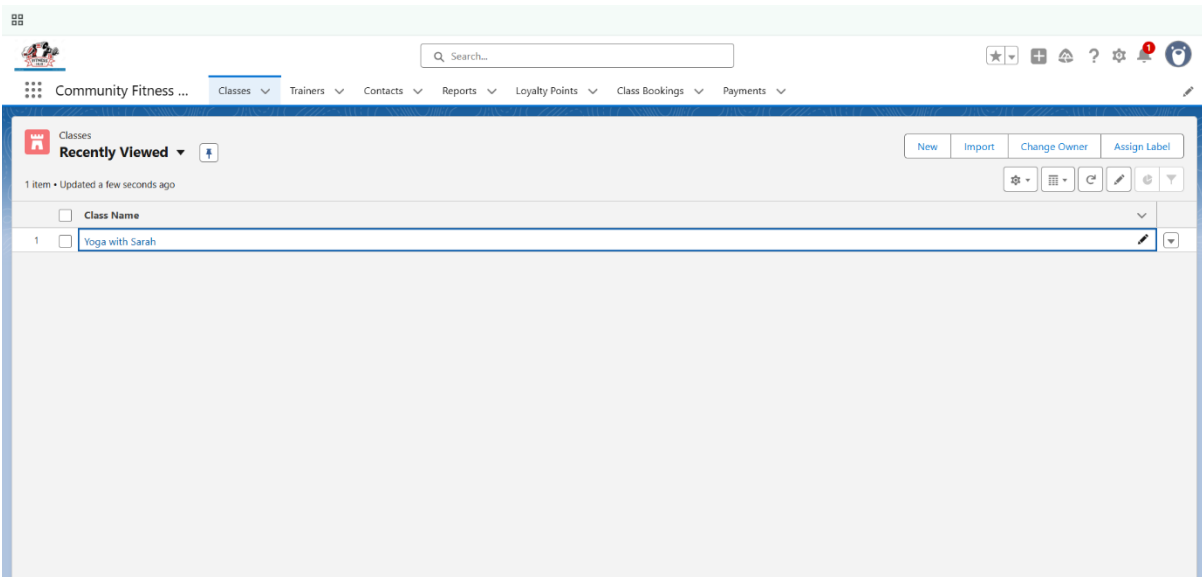 Search...
1
Community Fitness ... Classes Trainers Contacts Reports Loyalty Points Class Bookings Payments
Classes
Recently Viewed
New Import Change Owner Assign Label
1 item • Updated a few seconds ago
Class Name
1 Yoga with Sarah